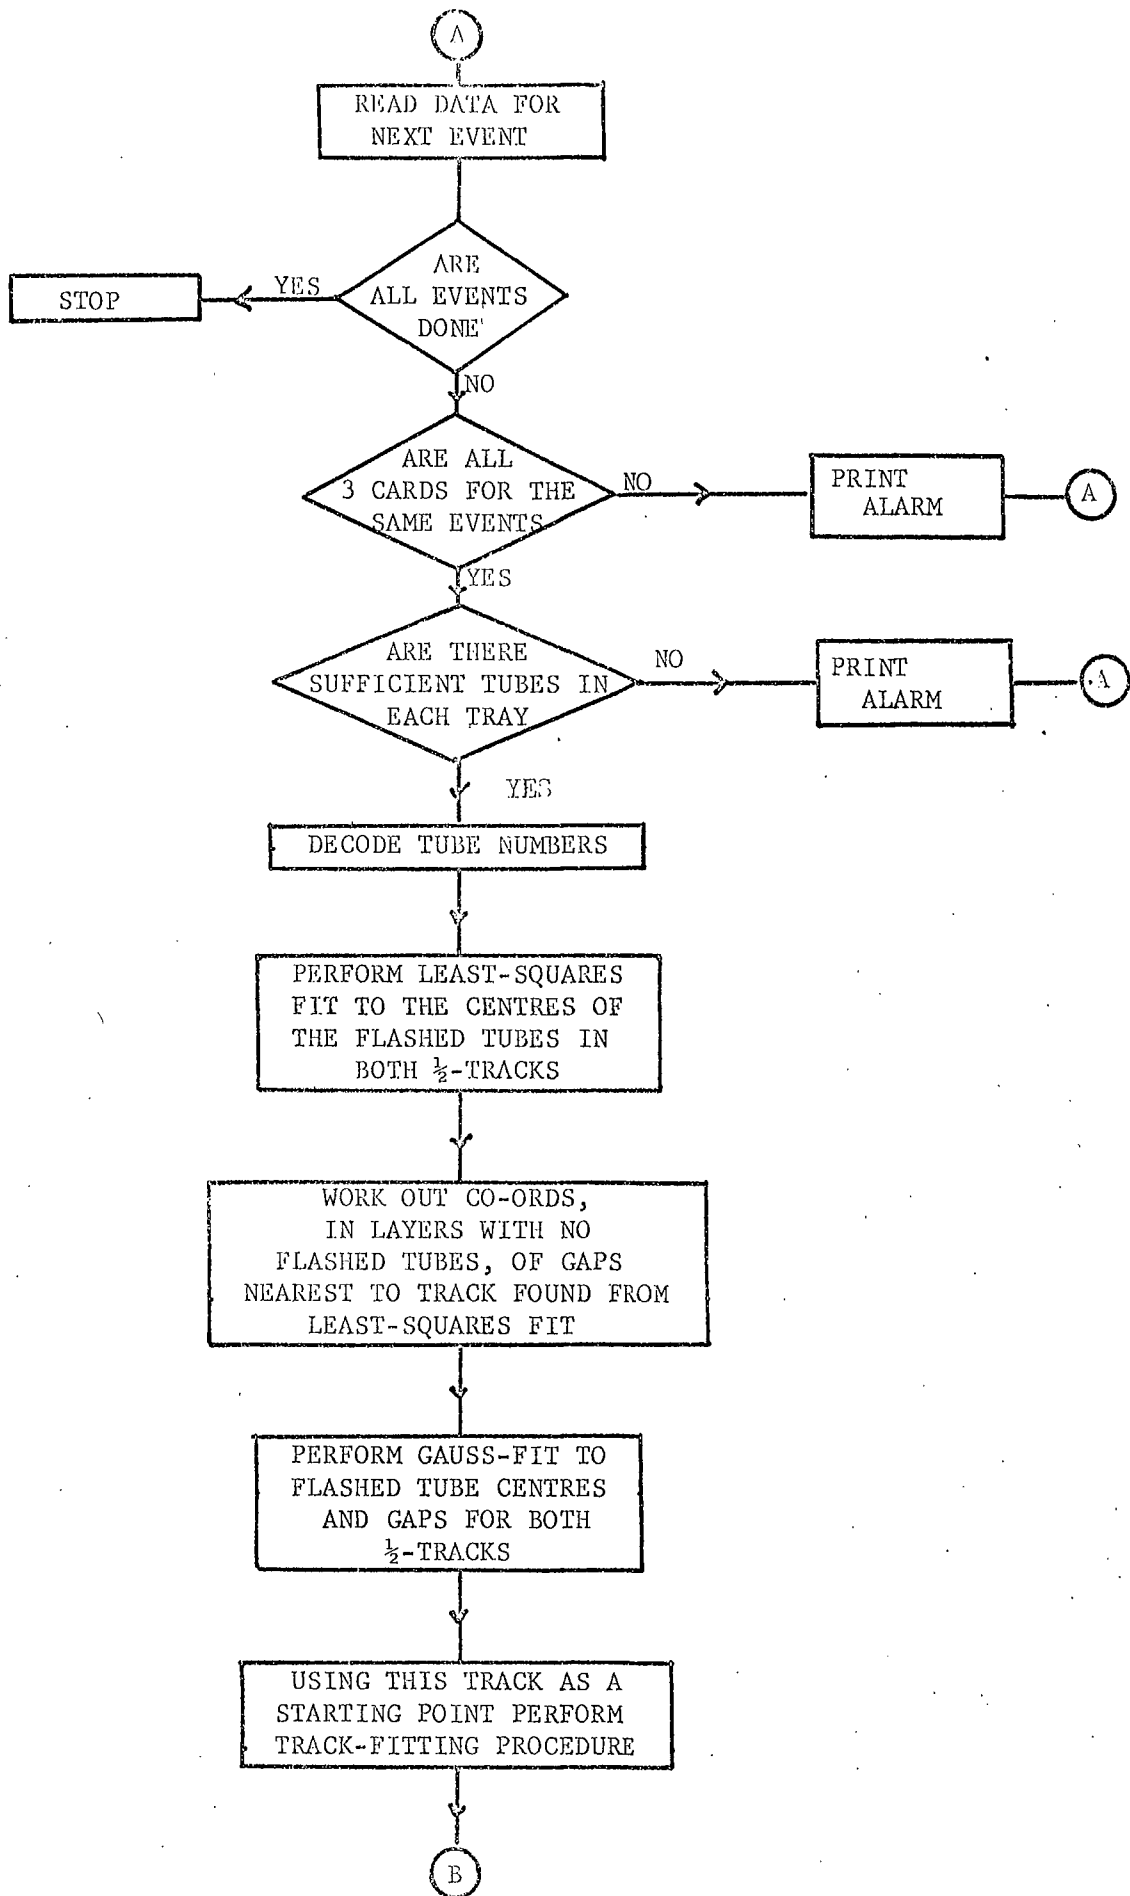 A
READ DATA FOR
NEXT EVENT
ARE
ALL EVENTS
DONE'
YES
STOP
NO
ARE ALL
3 CARDS FOR THE
SAME EVENTS
NO
PRINT
ALARM
A
YES
ARE THERE
SUFFICIENT TUBES IN
EACH TRAY
NO
PRINT
ALARM
A
YES
DECODE TUBE NUMBERS
PERFORM LEAST-SQUARES
FIT TO THE CENTRES OF
THE FLASHED TUBES IN
BOTH ½-TRACKS
WORK OUT CO-ORDS,
IN LAYERS WITH NO
FLASHED TUBES, OF GAPS
NEAREST TO TRACK FOUND FROM
LEAST-SQUARES FIT
PERFORM GAUSS-FIT TO
FLASHED TUBE CENTRES
AND GAPS FOR BOTH
½-TRACKS
USING THIS TRACK AS A
STARTING POINT PERFORM
TRACK-FITTING PROCEDURE
B